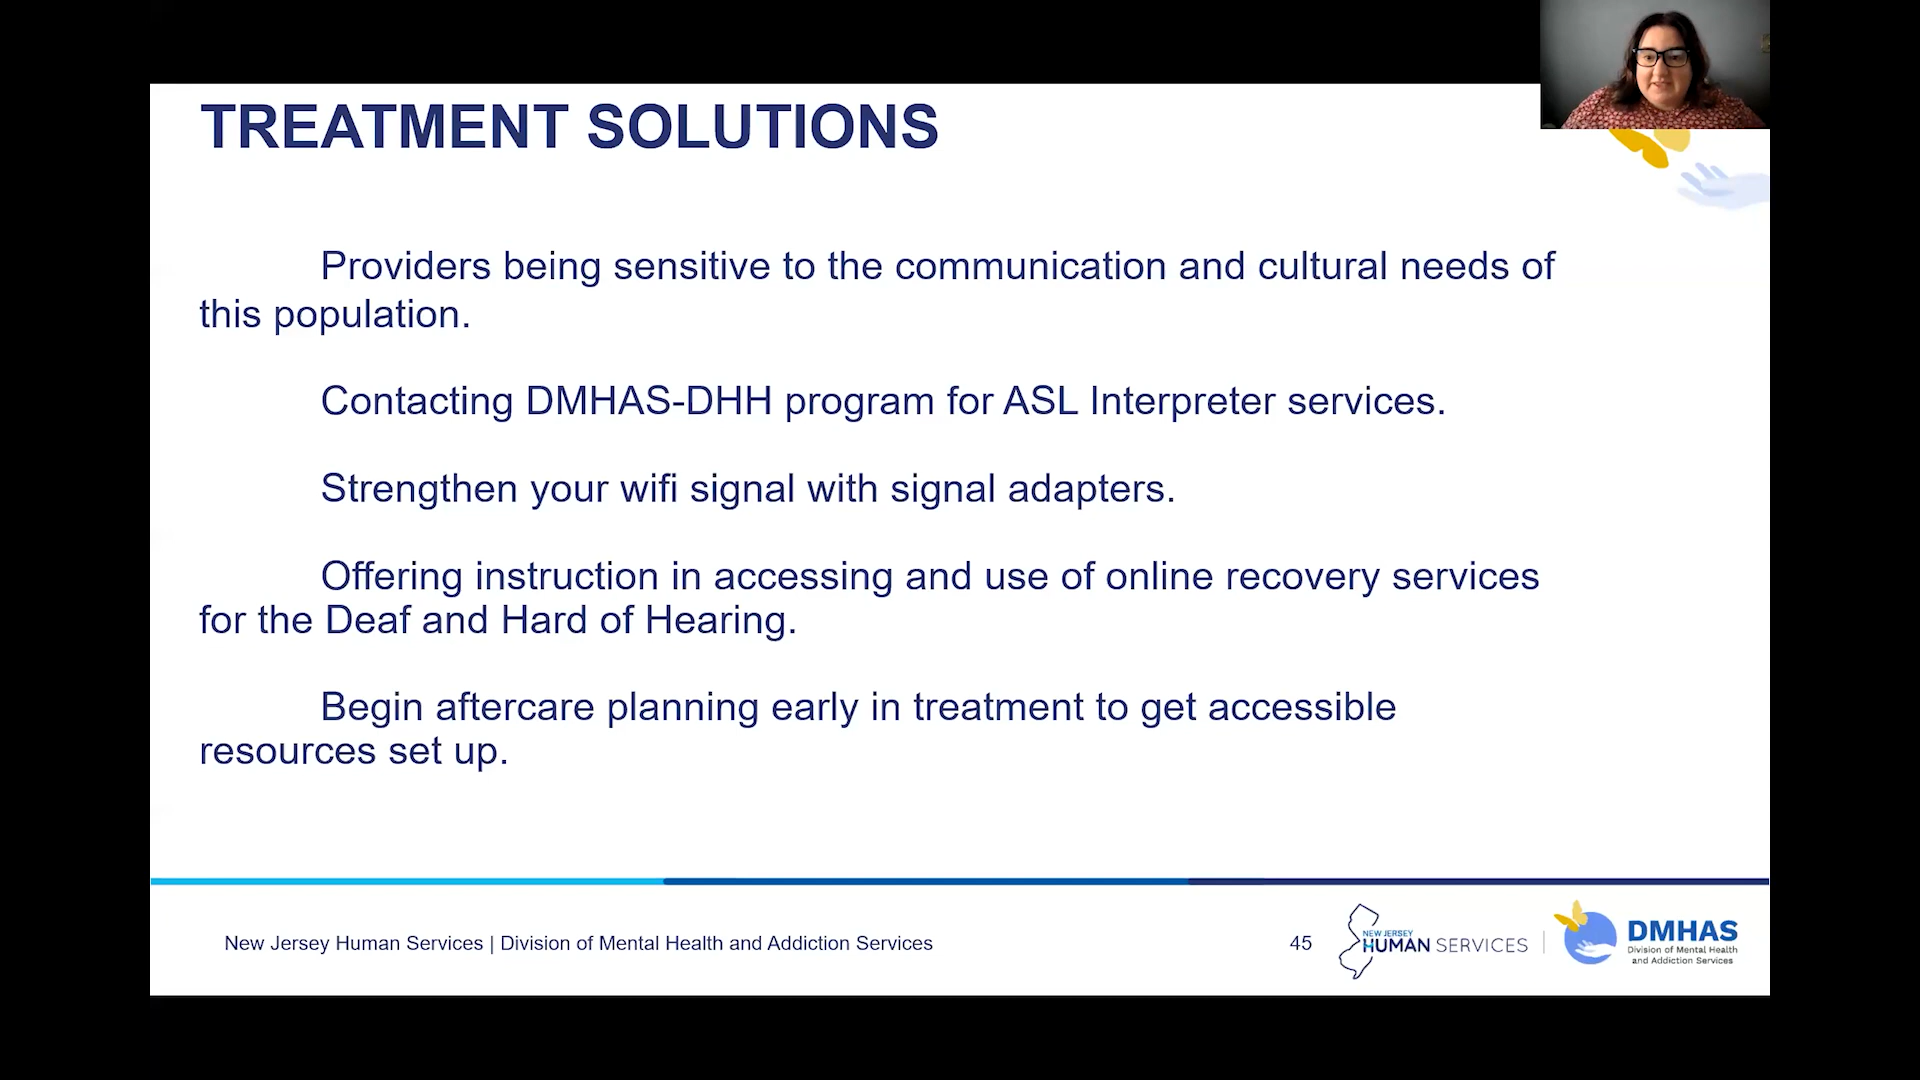 TREATMENT SOLUTIONS
Providers being sensitive to the communication and cultural needs of
this population.
Contacting DMHAS-DHH program for ASL Interpreter services.
Strengthen your wifi signal with signal adapters.
Offering instruction in accessing and use of online recovery services
for the Deaf and Hard of Hearing.
Begin aftercare planning early in treatment to get accessible
resources set up.
New Jersey Human Services | Division of Mental Health and Addiction Services
45
NEW JERSEY
HUMAN SERVICES
DMHAS
Division of Mental Health
and Addiction Services